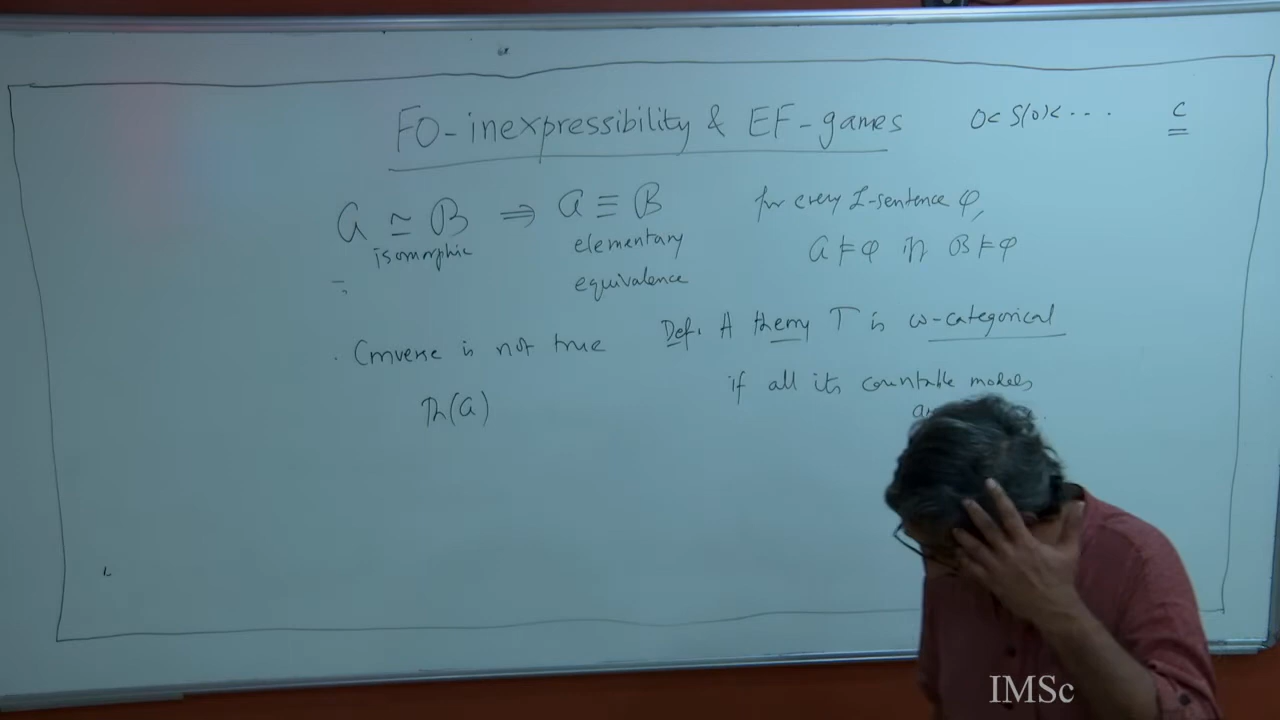 FO-inexpressibility & EF-games
0 < S(0) < ....
c
𝒜 ≃ ℬ ⇒ 𝒜 ≡ ℬ
isomorphic
elementary
equivalence
for every L-sentence φ,
𝒜 ⊨ φ iff ℬ ⊨ φ
. Converse is not true
Th(𝒜)
Def. A theory T is ω-categorical
if all its countable models
IMSc